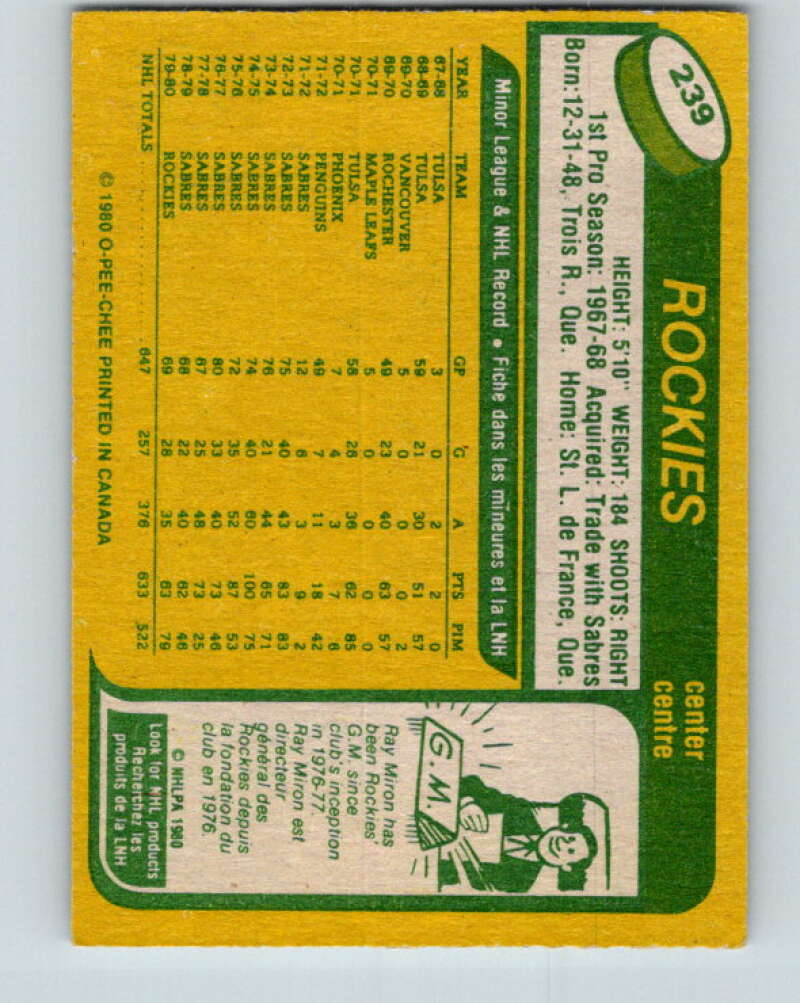 239
ROCKIES
center
centre
HEIGHT: 5'10" WEIGHT: 184 SHOOTS: RIGHT
1st Pro Season: 1967-68 Acquired: Trade with Sabres
Born: 12-31-48, Trois R., Que. Home: St. L. de France, Que.
Minor League & NHL Record • Fiche dans les mineures et la LNH
YEAR TEAM GP G A PTS PIM
67-68 TULSA 3 0 2 2 0
68-69 TULSA 59 21 30 51 57
69-70 VANCOUVER 5 0 0 0 2
69-70 ROCHESTER 49 23 40 63 57
70-71 MAPLE LEAFS 5 0 0 0 0
70-71 TULSA 58 28 36 62 85
70-71 PHOENIX 7 4 3 7 6
71-72 PENGUINS 49 7 11 18 42
71-72 SABRES 12 6 3 9 2
72-73 SABRES 75 40 43 83 83
73-74 SABRES 76 21 44 65 71
74-75 SABRES 74 40 60 100 75
75-76 SABRES 72 35 52 87 53
76-77 SABRES 80 33 40 73 46
77-78 SABRES 67 25 48 73 25
78-79 SABRES 68 22 40 62 46
79-80 ROCKIES 69 28 35 63 79
NHL TOTALS 647 257 376 633 522
© 1980 O-PEE-CHEE PRINTED IN CANADA
G.M.
Ray Miron has
been Rockies'
G.M. since
club's inception
in 1976-77.
Ray Miron est
directeur
général des
Rockies depuis
la fondation du
club en 1976.
© NHLPA 1980
Look for NHL products
Recherchez les
produits de la LNH